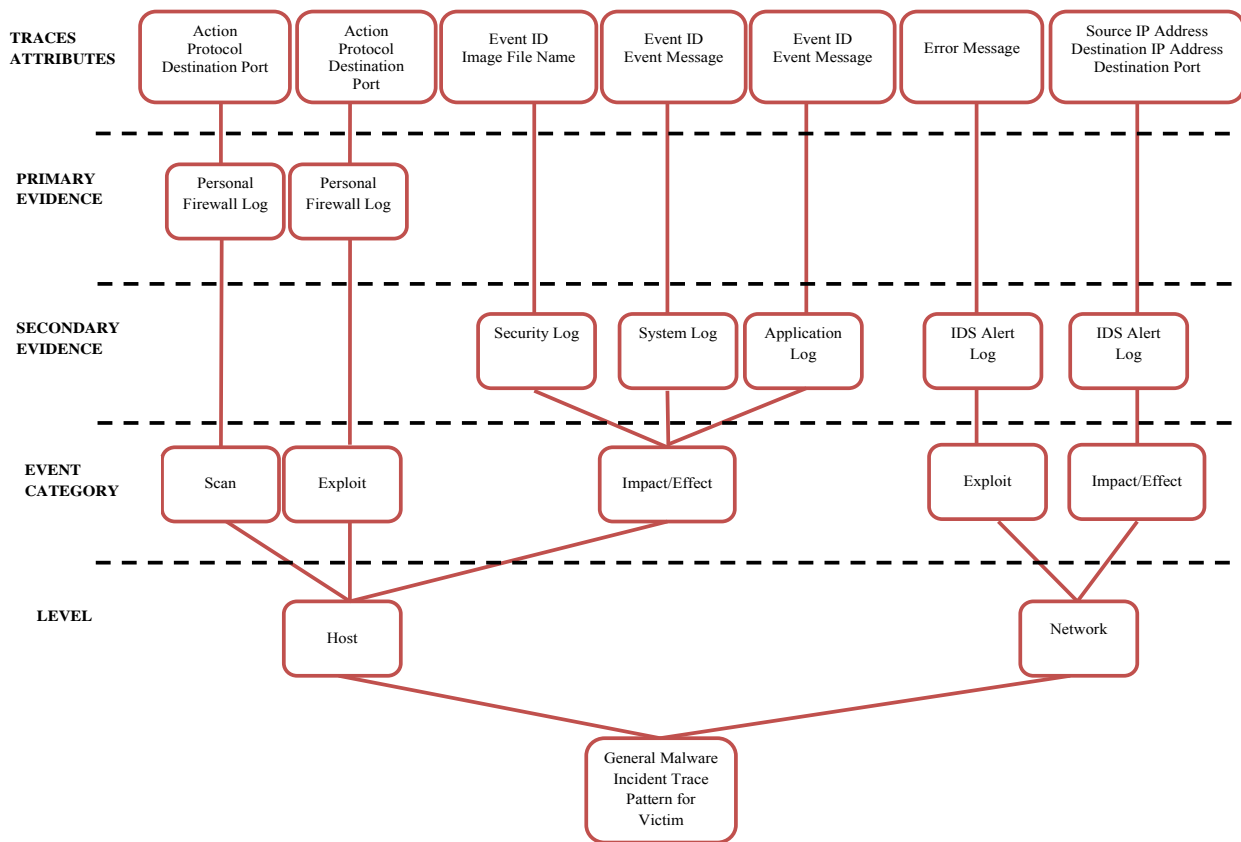 TRACES
ATTRIBUTES
Action
Protocol
Destination Port
Action
Protocol
Destination
Port
Event ID
Image File Name
Event ID
Event Message
Event ID
Event Message
Error Message
Source IP Address
Destination IP Address
Destination Port
PRIMARY
EVIDENCE
Personal
Firewall Log
Personal
Firewall Log
SECONDARY
EVIDENCE
Security Log
System Log
Application
Log
IDS Alert
Log
IDS Alert
Log
EVENT
CATEGORY
Scan
Exploit
Impact/Effect
Exploit
Impact/Effect
LEVEL
Host
Network
General Malware
Incident Trace
Pattern for
Victim